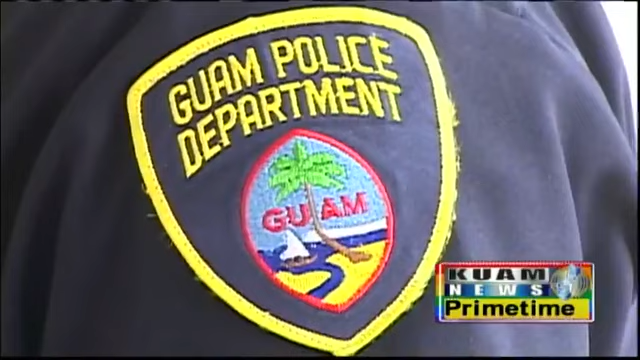 GUAM POLICE
DEPARTMENT
GUAM
KUAM
NEWS
Primetime